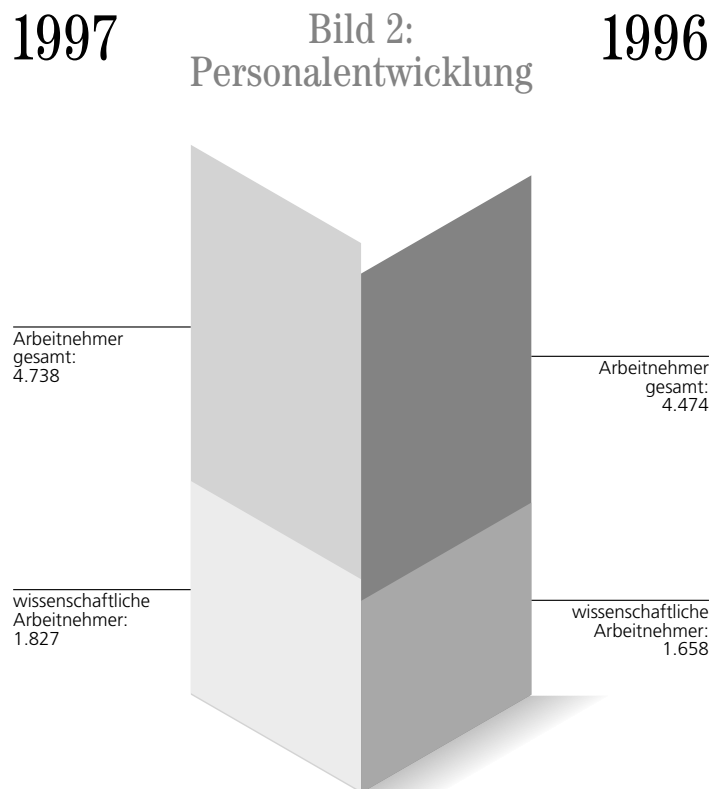 1997
Bild 2:
Personalentwicklung
1996
Arbeitnehmer
gesamt:
4.738
Arbeitnehmer
gesamt:
4.474
wissenschaftliche
Arbeitnehmer:
1.827
wissenschaftliche
Arbeitnehmer:
1.658